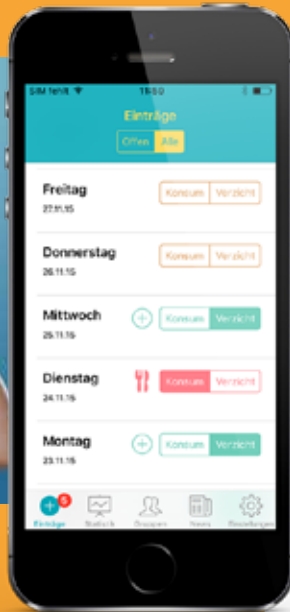 SIM fehlt 11:50
Einträge
Offen Alle
Freitag
27.11.15
Konsum Verzicht
Donnerstag
26.11.15
Konsum Verzicht
Mittwoch
25.11.15
Konsum Verzicht
Dienstag
24.11.15
Konsum Verzicht
Montag
23.11.15
Konsum Verzicht
5
Einträge Statistik Gruppen News Einstellungen